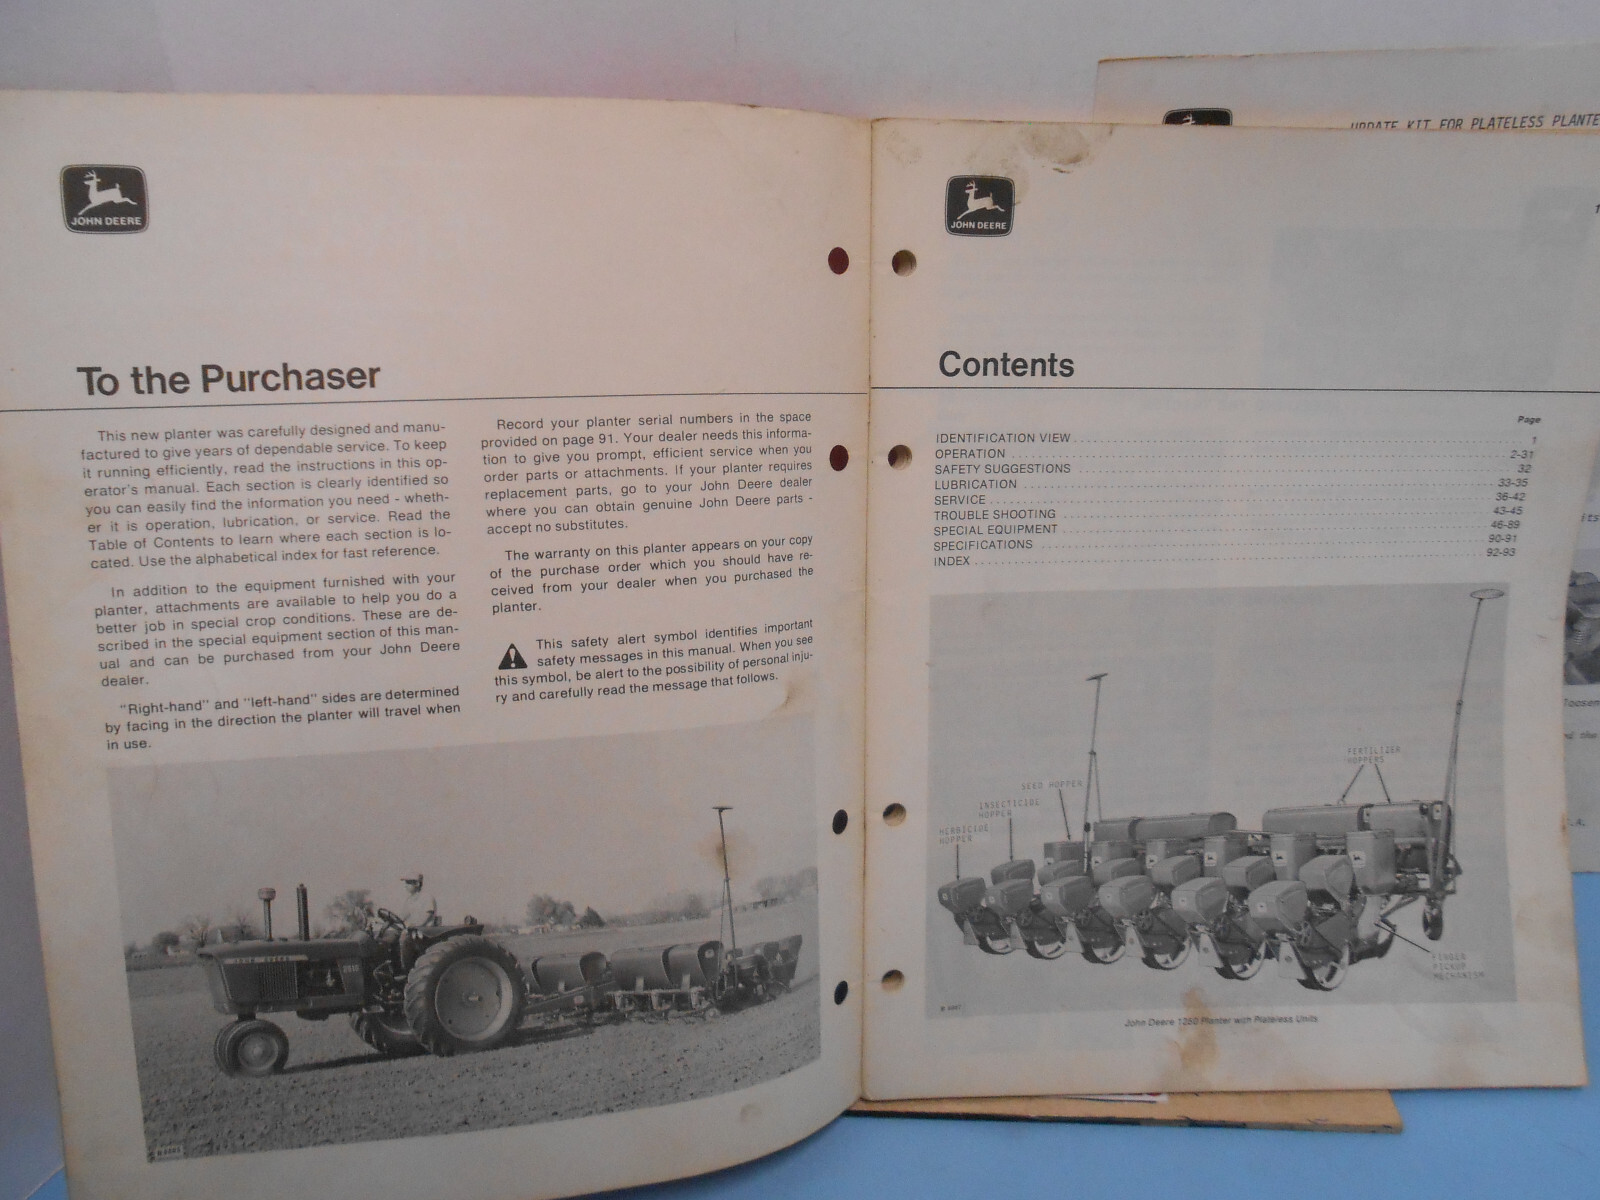 JOHN DEERE
To the Purchaser
This new planter was carefully designed and manu-
factured to give years of dependable service. To keep
it running efficiently, read the instructions in this op-
erator's manual. Each section is clearly identified so
you can easily find the information you need - wheth-
er it is operation, lubrication, or service. Read the
Table of Contents to learn where each section is lo-
cated. Use the alphabetical index for fast reference.
In addition to the equipment furnished with your
planter, attachments are available to help you do a
better job in special crop conditions. These are de-
scribed in the special equipment section of this man-
ual and can be purchased from your John Deere
dealer.
"Right-hand" and "left-hand" sides are determined
by facing in the direction the planter will travel when
in use.
Record your planter serial numbers in the space
provided on page 91. Your dealer needs this informa-
tion to give you prompt, efficient service when you
order parts or attachments. If your planter requires
replacement parts, go to your John Deere dealer
where you can obtain genuine John Deere parts -
accept no substitutes.
The warranty on this planter appears on your copy
of the purchase order which you should have re-
ceived from your dealer when you purchased the
planter.
This safety alert symbol identifies important
safety messages in this manual. When you see
this symbol, be alert to the possibility of personal inju-
ry and carefully read the message that follows.
JOHN DEERE
Contents
Page
IDENTIFICATION VIEW . . . . . . . . . . 1
OPERATION . . . . . . . . . . 2-31
SAFETY SUGGESTIONS . . . . . . . . . . 32
LUBRICATION . . . . . . . . . . 33-35
SERVICE . . . . . . . . . . 36-42
TROUBLE SHOOTING . . . . . . . . . . 43-45
SPECIAL EQUIPMENT . . . . . . . . . . 46-89
SPECIFICATIONS . . . . . . . . . . 90-91
INDEX . . . . . . . . . . 92-93
FERTILIZER
HOPPERS
SEED HOPPER
INSECTICIDE
HOPPER
HERBICIDE
HOPPER
FINGER
PICKUP
MECHANISM
John Deere 1250 Planter with Plateless Units
UPDATE KIT FOR PLATELESS PLANTE
1
loosen
the